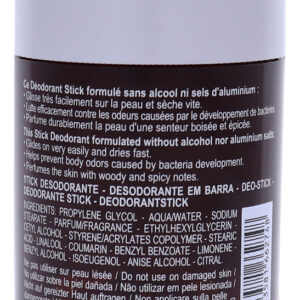 Ce Deodorant Stick formulé sans alcool ni sels d'aluminium :
• Glisse très facilement sur la peau et sèche vite.
• Lutte efficacement contre les odeurs causées par le développement de bactéries.
• Parfume durablement la peau d'une senteur boisée et épicée.
This Stick Deodorant formulated without alcohol nor aluminium salts:
• Glides on very easily and dries fast.
• Helps prevent body odors caused by bacteria development.
• Perfumes the skin with woody and spicy notes.
STICK DESODORANTE - DESODORANTE EM BARRA - DEO-STICK -
DEODORANTE STICK - DEODORANTSTICK
INGREDIENTS: PROPYLENE GLYCOL - AQUA/WATER - SODIUM
STEARATE - PARFUM/FRAGRANCE - ETHYLHEXYLGLYCERIN -
CETYL ALCOHOL - STYRENE/ACRYLATES COPOLYMER - STEARIC
ACID - LINALOOL - COUMARIN - BENZYL BENZOATE - LIMONENE -
BENZYL ALCOHOL - ISOEUGENOL - ANISE ALCOHOL - CITRAL
Ne pas utiliser sur peau lésée / Do not use on damaged skin /
Nicht auf gereizter Haut auftragen / Não utilizar em pele lesionada /
No utilizar sobre la piel dañada